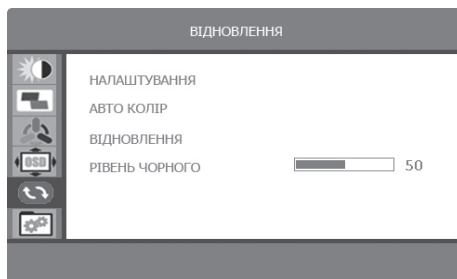 ВІДНОВЛЕННЯ
НАЛАШТУВАННЯ
АВТО КОЛІР
ВІДНОВЛЕННЯ
РІВЕНЬ ЧОРНОГО 50
OSD